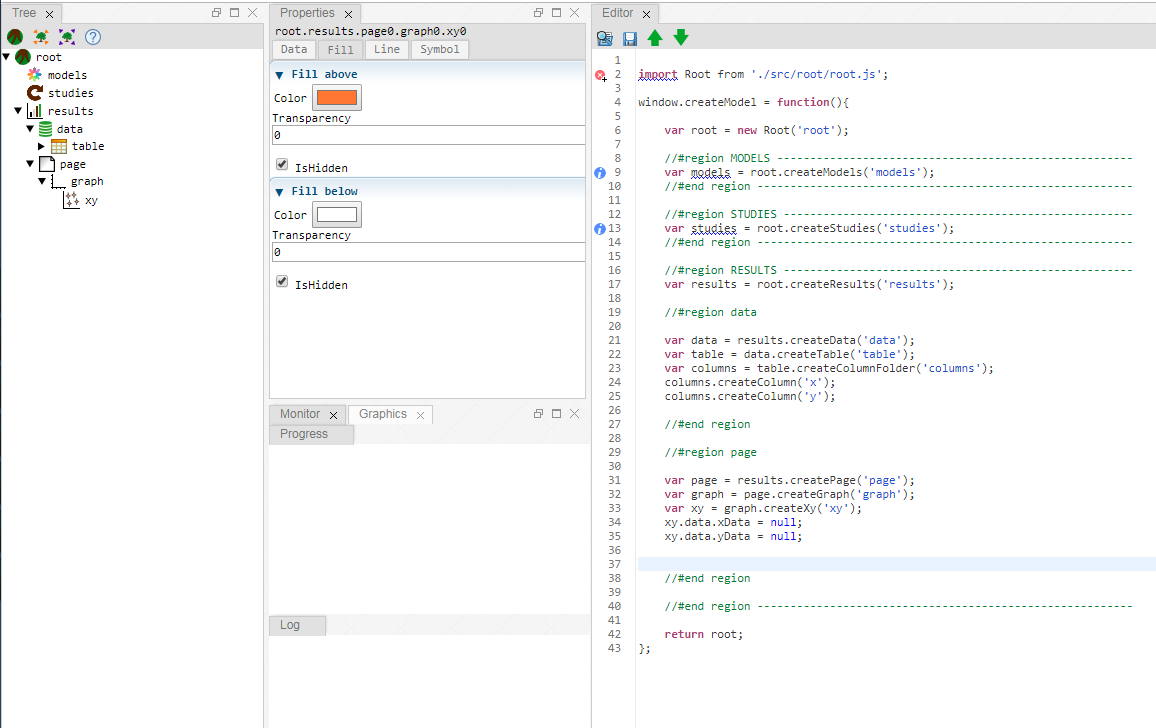 Tree
root
models
studies
results
data
table
page
graph
xy
Properties
root.results.page0.graph0.xy0
Data Fill Line Symbol
Fill above
Color
Transparency
0
IsHidden
Fill below
Color
Transparency
0
IsHidden
Monitor Graphics
Progress
Log
Editor
1
2 import Root from './src/root/root.js';
3
4 window.createModel = function(){
5
6 var root = new Root('root');
7
8 //#region MODELS ------------------------------------------------------
9 var models = root.createModels('models');
10 //#end region ---------------------------------------------------------
11
12 //#region STUDIES -----------------------------------------------------
13 var studies = root.createStudies('studies');
14 //#end region ---------------------------------------------------------
15
16 //#region RESULTS -----------------------------------------------------
17 var results = root.createResults('results');
18
19 //#region data
20
21 var data = results.createData('data');
22 var table = data.createTable('table');
23 var columns = table.createColumnFolder('columns');
24 columns.createColumn('x');
25 columns.createColumn('y');
26
27 //#end region
28
29 //#region page
30
31 var page = results.createPage('page');
32 var graph = page.createGraph('graph');
33 var xy = graph.createXy('xy');
34 xy.data.xData = null;
35 xy.data.yData = null;
36
37
38 //#end region
39
40 //#end region ---------------------------------------------------------
41
42 return root;
43 };